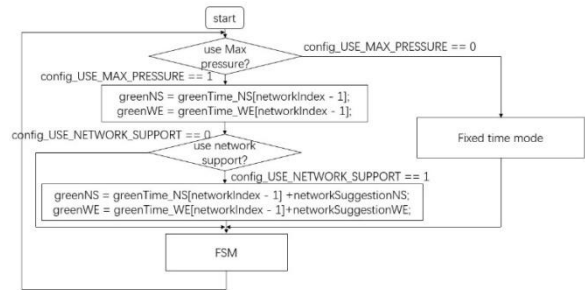 start
use Max
pressure?
config_USE_MAX_PRESSURE == 0
config_USE_MAX_PRESSURE == 1
greenNS = greenTime_NS[networkIndex - 1];
greenWE = greenTime_WE[networkIndex - 1];
config_USE_NETWORK_SUPPORT == 0
Fixed time mode
use network
support?
config_USE_NETWORK_SUPPORT == 1
greenNS = greenTime_NS[networkIndex - 1] +networkSuggestionNS;
greenWE = greenTime_WE[networkIndex - 1]+networkSuggestionWE;
FSM